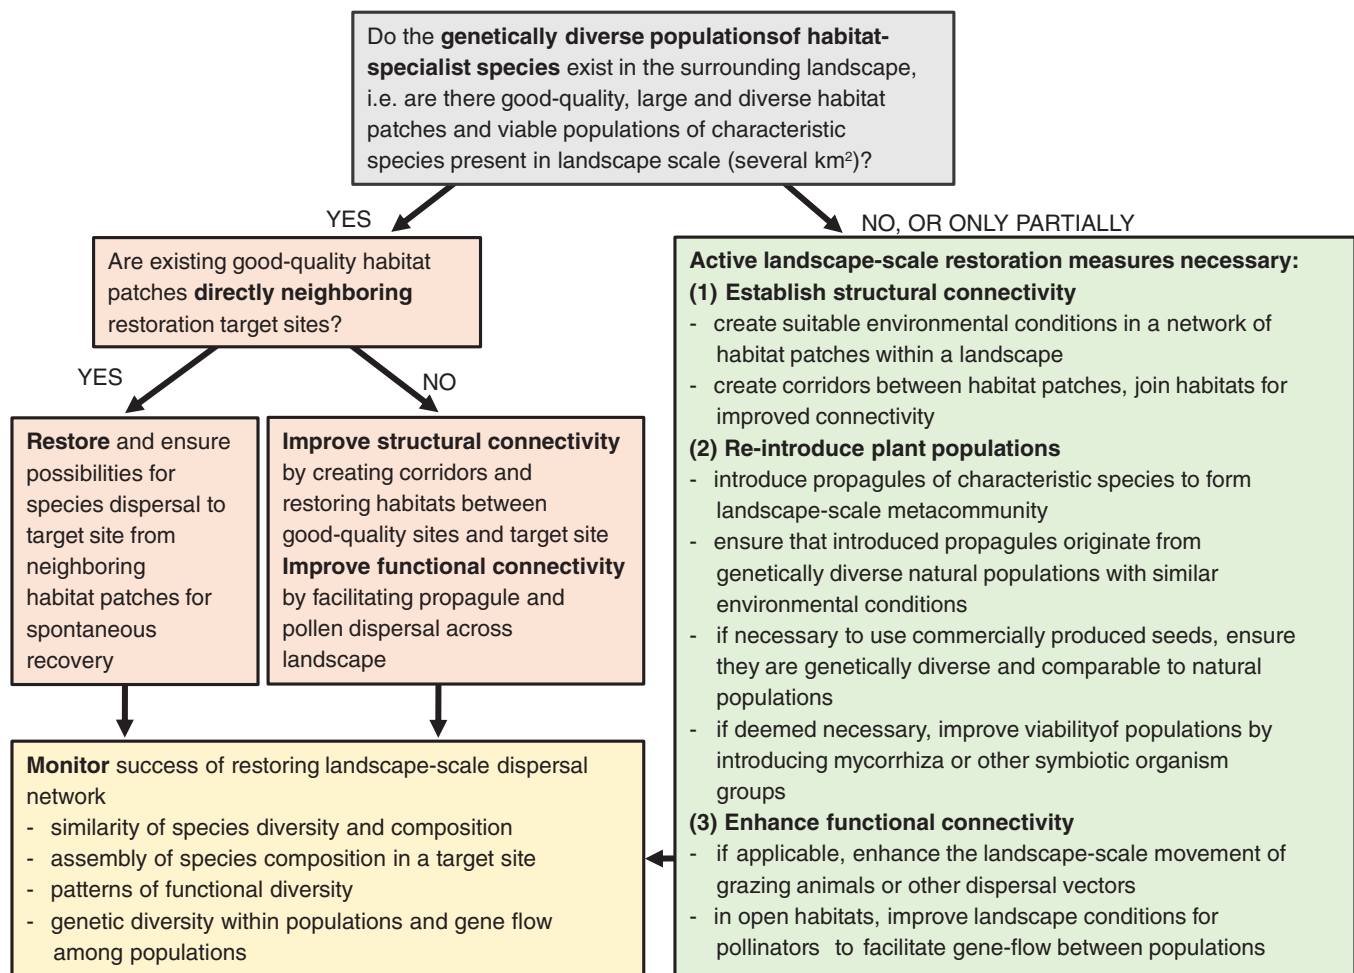 Do the genetically diverse populationsof habitat-
specialist species exist in the surrounding landscape,
i.e. are there good-quality, large and diverse habitat
patches and viable populations of characteristic
species present in landscape scale (several km²)?
YES
NO, OR ONLY PARTIALLY
Are existing good-quality habitat
patches directly neighboring
restoration target sites?
YES
NO
Restore and ensure
possibilities for
species dispersal to
target site from
neighboring
habitat patches for
spontaneous
recovery
Improve structural connectivity
by creating corridors and
restoring habitats between
good-quality sites and target site
Improve functional connectivity
by facilitating propagule and
pollen dispersal across
landscape
Active landscape-scale restoration measures necessary:
(1) Establish structural connectivity
- create suitable environmental conditions in a network of
habitat patches within a landscape
- create corridors between habitat patches, join habitats for
improved connectivity
(2) Re-introduce plant populations
- introduce propagules of characteristic species to form
landscape-scale metacommunity
- ensure that introduced propagules originate from
genetically diverse natural populations with similar
environmental conditions
- if necessary to use commercially produced seeds, ensure
they are genetically diverse and comparable to natural
populations
- if deemed necessary, improve viabilityof populations by
introducing mycorrhiza or other symbiotic organism
groups
(3) Enhance functional connectivity
- if applicable, enhance the landscape-scale movement of
grazing animals or other dispersal vectors
- in open habitats, improve landscape conditions for
pollinators to facilitate gene-flow between populations
Monitor success of restoring landscape-scale dispersal
network
- similarity of species diversity and composition
- assembly of species composition in a target site
- patterns of functional diversity
- genetic diversity within populations and gene flow
among populations